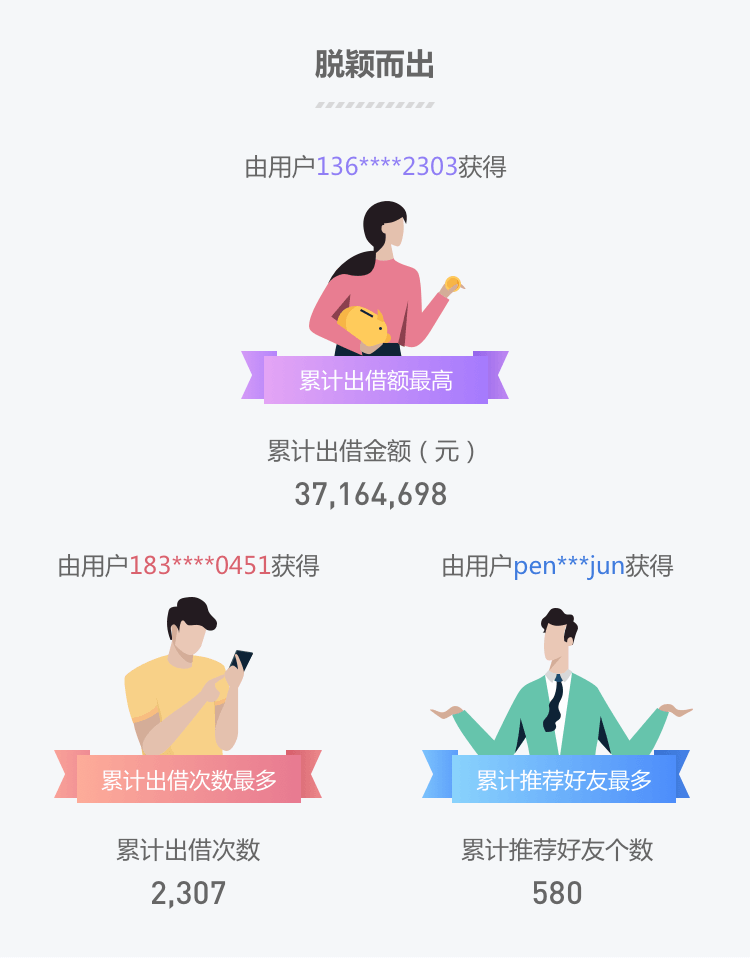 脱颖而出
由用户136****2303获得
累计出借额最高
累计出借金额（元）
37,164,698
由用户183****0451获得
累计出借次数最多
累计出借次数
2,307
由用户pen***jun获得
累计推荐好友最多
累计推荐好友个数
580